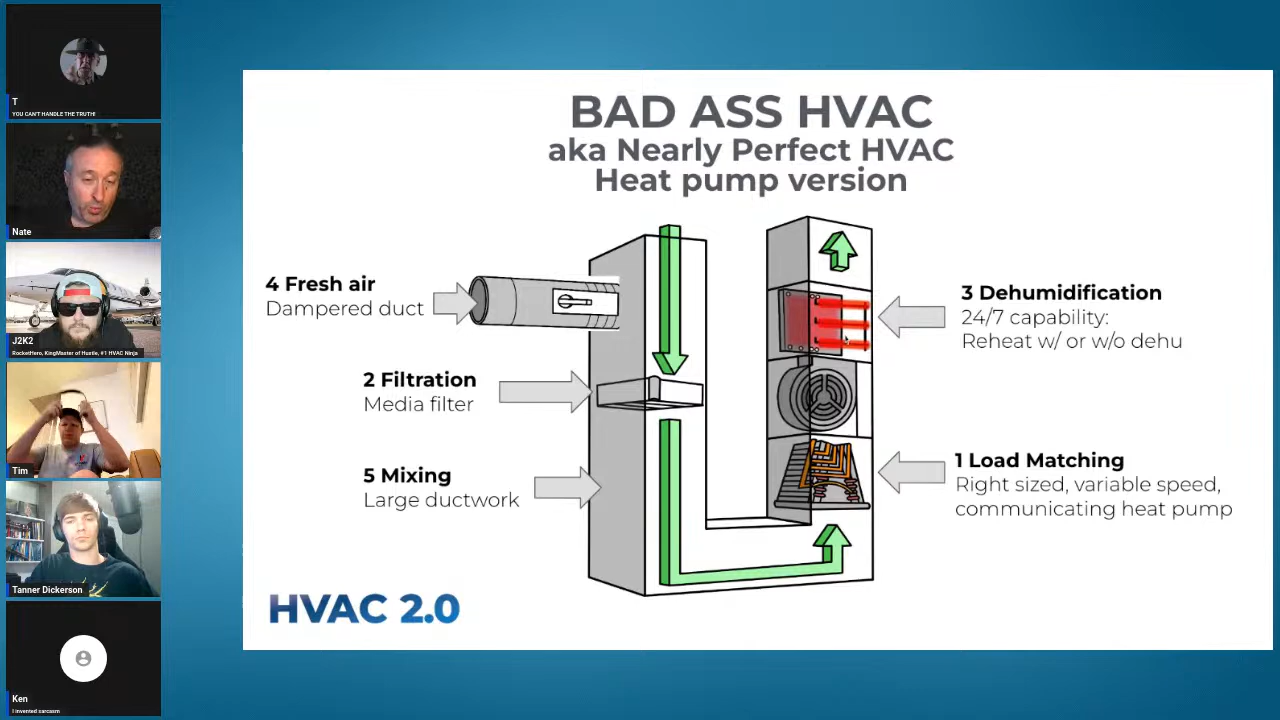 T
YOU CAN'T HANDLE THE TRUTH!
Nate
J2K2
RocketHero, KingMaster of Hustle, #1 HVAC Ninja
Tim
Tanner Dickerson
Ken
I invented sarcasm
BAD ASS HVAC
aka Nearly Perfect HVAC
Heat pump version
4 Fresh air
Dampered duct
2 Filtration
Media filter
5 Mixing
Large ductwork
3 Dehumidification
24/7 capability:
Reheat w/ or w/o dehu
1 Load Matching
Right sized, variable speed,
communicating heat pump
HVAC 2.0